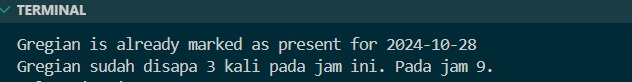 TERMINAL
Gregian is already marked as present for 2024-10-28
Gregian sudah disapa 3 kali pada jam ini. Pada jam 9.